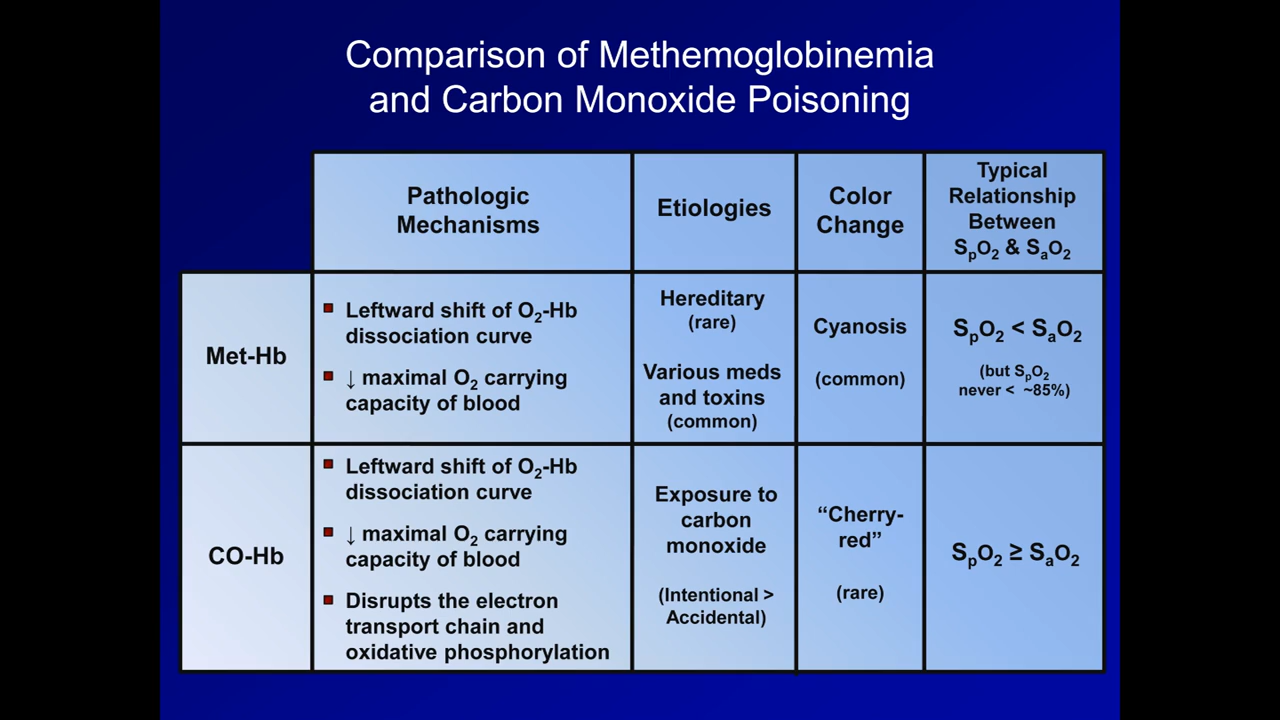 Comparison of Methemoglobinemia
and Carbon Monoxide Poisoning
Pathologic
Mechanisms
Etiologies
Color
Change
Typical
Relationship
Between
SpO2 & SaO2
Met-Hb
Leftward shift of O2-Hb
dissociation curve
↓ maximal O2 carrying
capacity of blood
Hereditary
(rare)
Various meds
and toxins
(common)
Cyanosis
(common)
SpO2 < SaO2
(but SpO2
never < ~85%)
CO-Hb
Leftward shift of O2-Hb
dissociation curve
↓ maximal O2 carrying
capacity of blood
Disrupts the electron
transport chain and
oxidative phosphorylation
Exposure to
carbon
monoxide
(Intentional >
Accidental)
“Cherry-
red”
(rare)
SpO2 ≥ SaO2